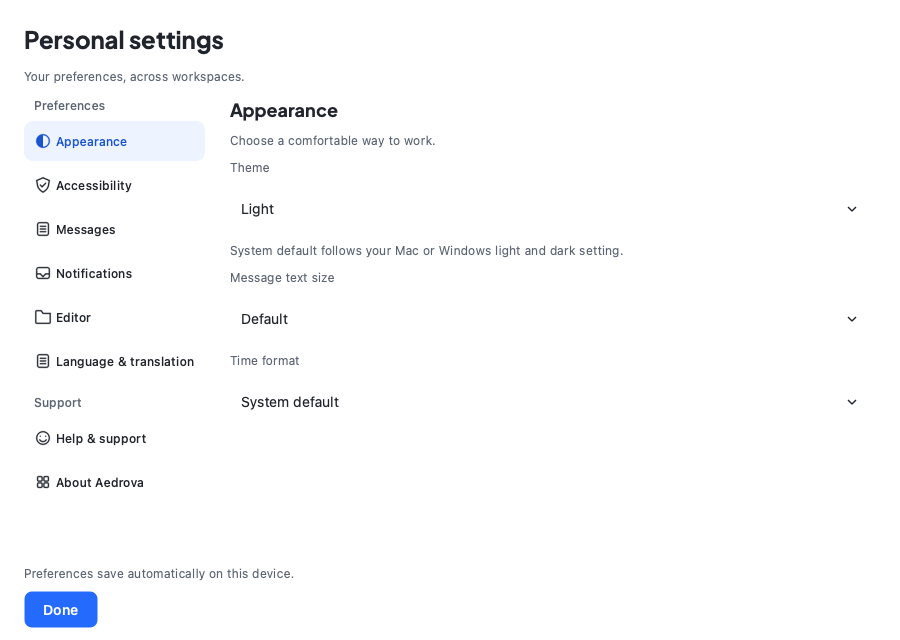 Personal settings
Your preferences, across workspaces.
Preferences
Appearance
Accessibility
Messages
Notifications
Editor
Language & translation
Support
Help & support
About Aedrova
Appearance
Choose a comfortable way to work.
Theme
Light
System default follows your Mac or Windows light and dark setting.
Message text size
Default
Time format
System default
Preferences save automatically on this device.
Done